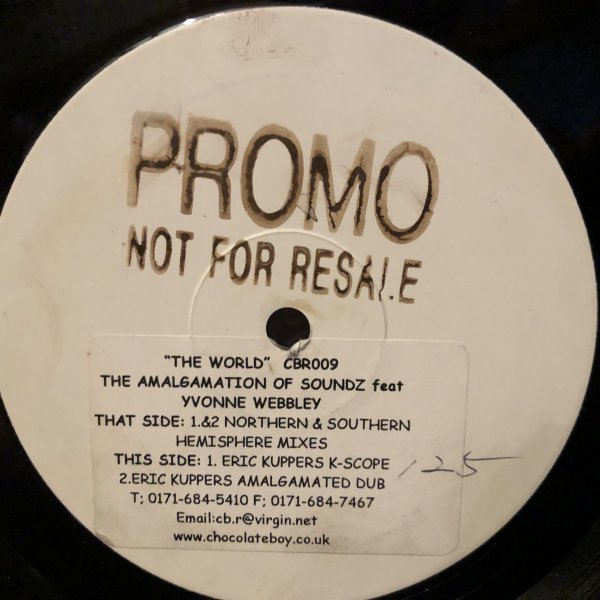 PROMO
NOT FOR RESALE
"THE WORLD" CBR009
THE AMALGAMATION OF SOUNDZ feat
YVONNE WEBBLEY
THAT SIDE: 1.&2 NORTHERN & SOUTHERN
HEMISPHERE MIXES
THIS SIDE: 1. ERIC KUPPERS K-SCOPE
2.ERIC KUPPERS AMALGAMATED DUB
T; 0171-684-5410 F; 0171-684-7467
Email:cb.r@virgin.net
www.chocolateboy.co.uk
125